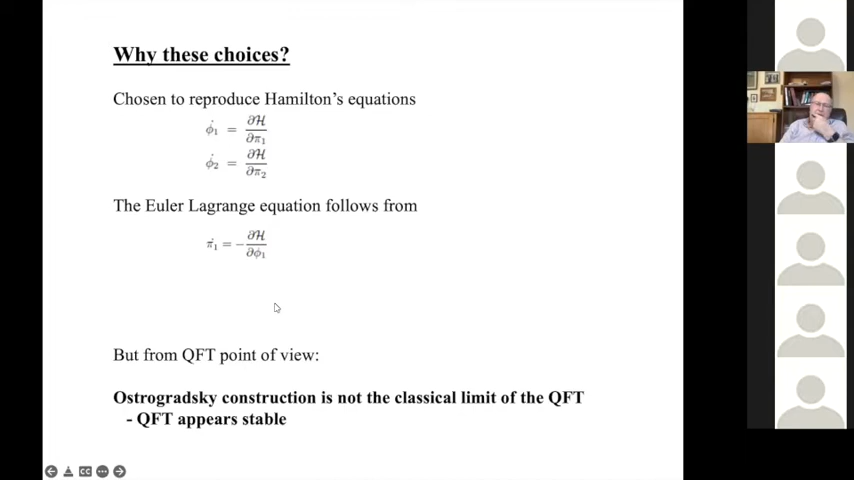 Why these choices?
Chosen to reproduce Hamilton's equations
ϕ̇₁ = ∂ℋ/∂π₁
ϕ̇₂ = ∂ℋ/∂π₂
The Euler Lagrange equation follows from
π̇₁ = −∂ℋ/∂ϕ₁
But from QFT point of view:
Ostrogradsky construction is not the classical limit of the QFT
- QFT appears stable
CC